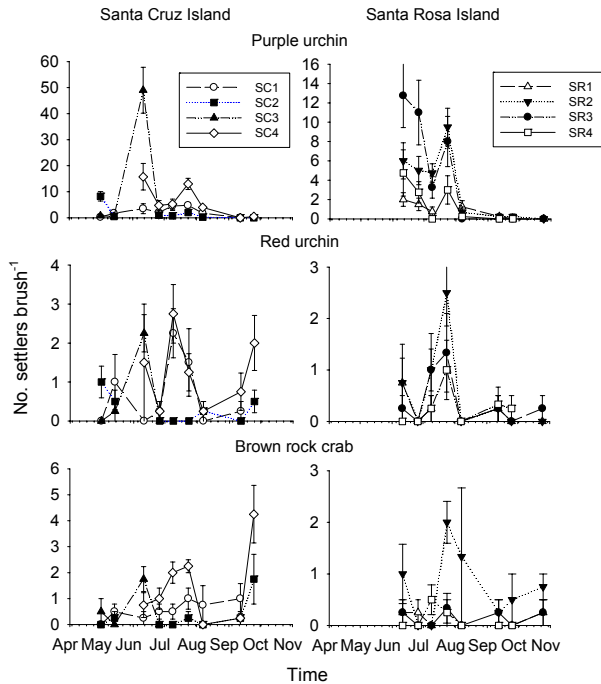 Santa Cruz Island Santa Rosa Island
Purple urchin
60
50
40
30
20
10
0
SC1
SC2
SC3
SC4
16
14
12
10
8
6
4
2
0
SR1
SR2
SR3
SR4
Red urchin
No. settlers brush⁻¹
4
3
2
1
0
3
2
1
0
Brown rock crab
6
5
4
3
2
1
0
3
2
1
0
Apr May Jun Jul Aug Sep Oct Nov Apr May Jun Jul Aug Sep Oct Nov
Time